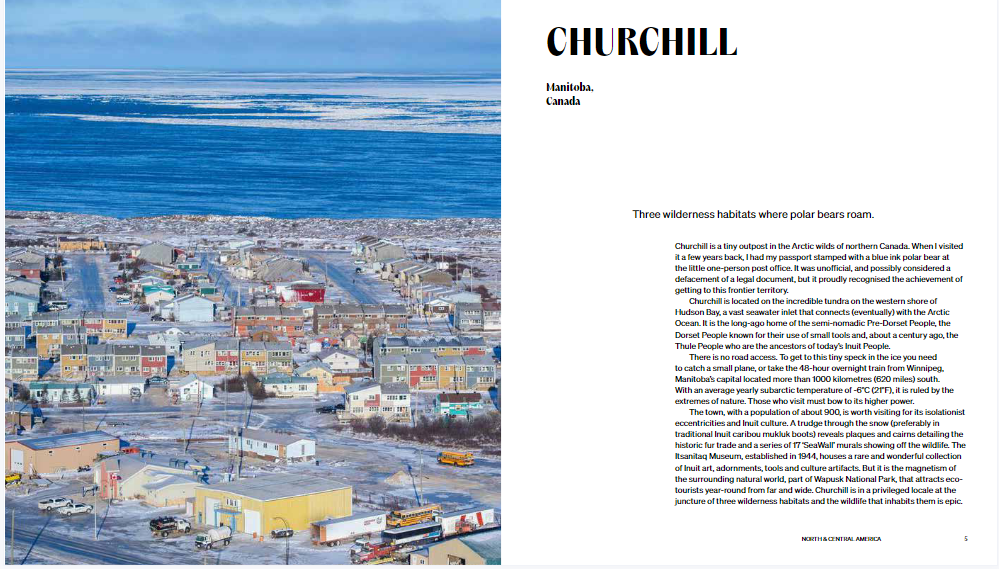 CHURCHILL
Manitoba,
Canada
Three wilderness habitats where polar bears roam.
Churchill is a tiny outpost in the Arctic wilds of northern Canada. When I visited
it a few years back, I had my passport stamped with a blue ink polar bear at
the little one-person post office. It was unofficial, and possibly considered a
defacement of a legal document, but it proudly recognised the achievement of
getting to this frontier territory.
Churchill is located on the incredible tundra on the western shore of
Hudson Bay, a vast seawater inlet that connects (eventually) with the Arctic
Ocean. It is the long-ago home of the semi-nomadic Pre-Dorset People, the
Dorset People known for their use of small tools and, about a century ago, the
Thule People who are the ancestors of today's Inuit People.
There is no road access. To get to this tiny speck in the ice you need
to catch a small plane, or take the 48-hour overnight train from Winnipeg,
Manitoba's capital located more than 1000 kilometres (620 miles) south.
With an average yearly subarctic temperature of -6°C (21°F), it is ruled by the
extremes of nature. Those who visit must bow to its higher power.
The town, with a population of about 900, is worth visiting for its isolationist
eccentricities and Inuit culture. A trudge through the snow (preferably in
traditional Inuit caribou mukluk boots) reveals plaques and cairns detailing the
historic fur trade and a series of 17 'SeaWall' murals showing off the wildlife. The
Itsanitaq Museum, established in 1944, houses a rare and wonderful collection
of Inuit art, adornments, tools and culture artifacts. But it is the magnetism of
the surrounding natural world, part of Wapusk National Park, that attracts eco-
tourists year-round from far and wide. Churchill is in a privileged locale at the
juncture of three wilderness habitats and the wildlife that inhabits them is epic.
NORTH & CENTRAL AMERICA
5